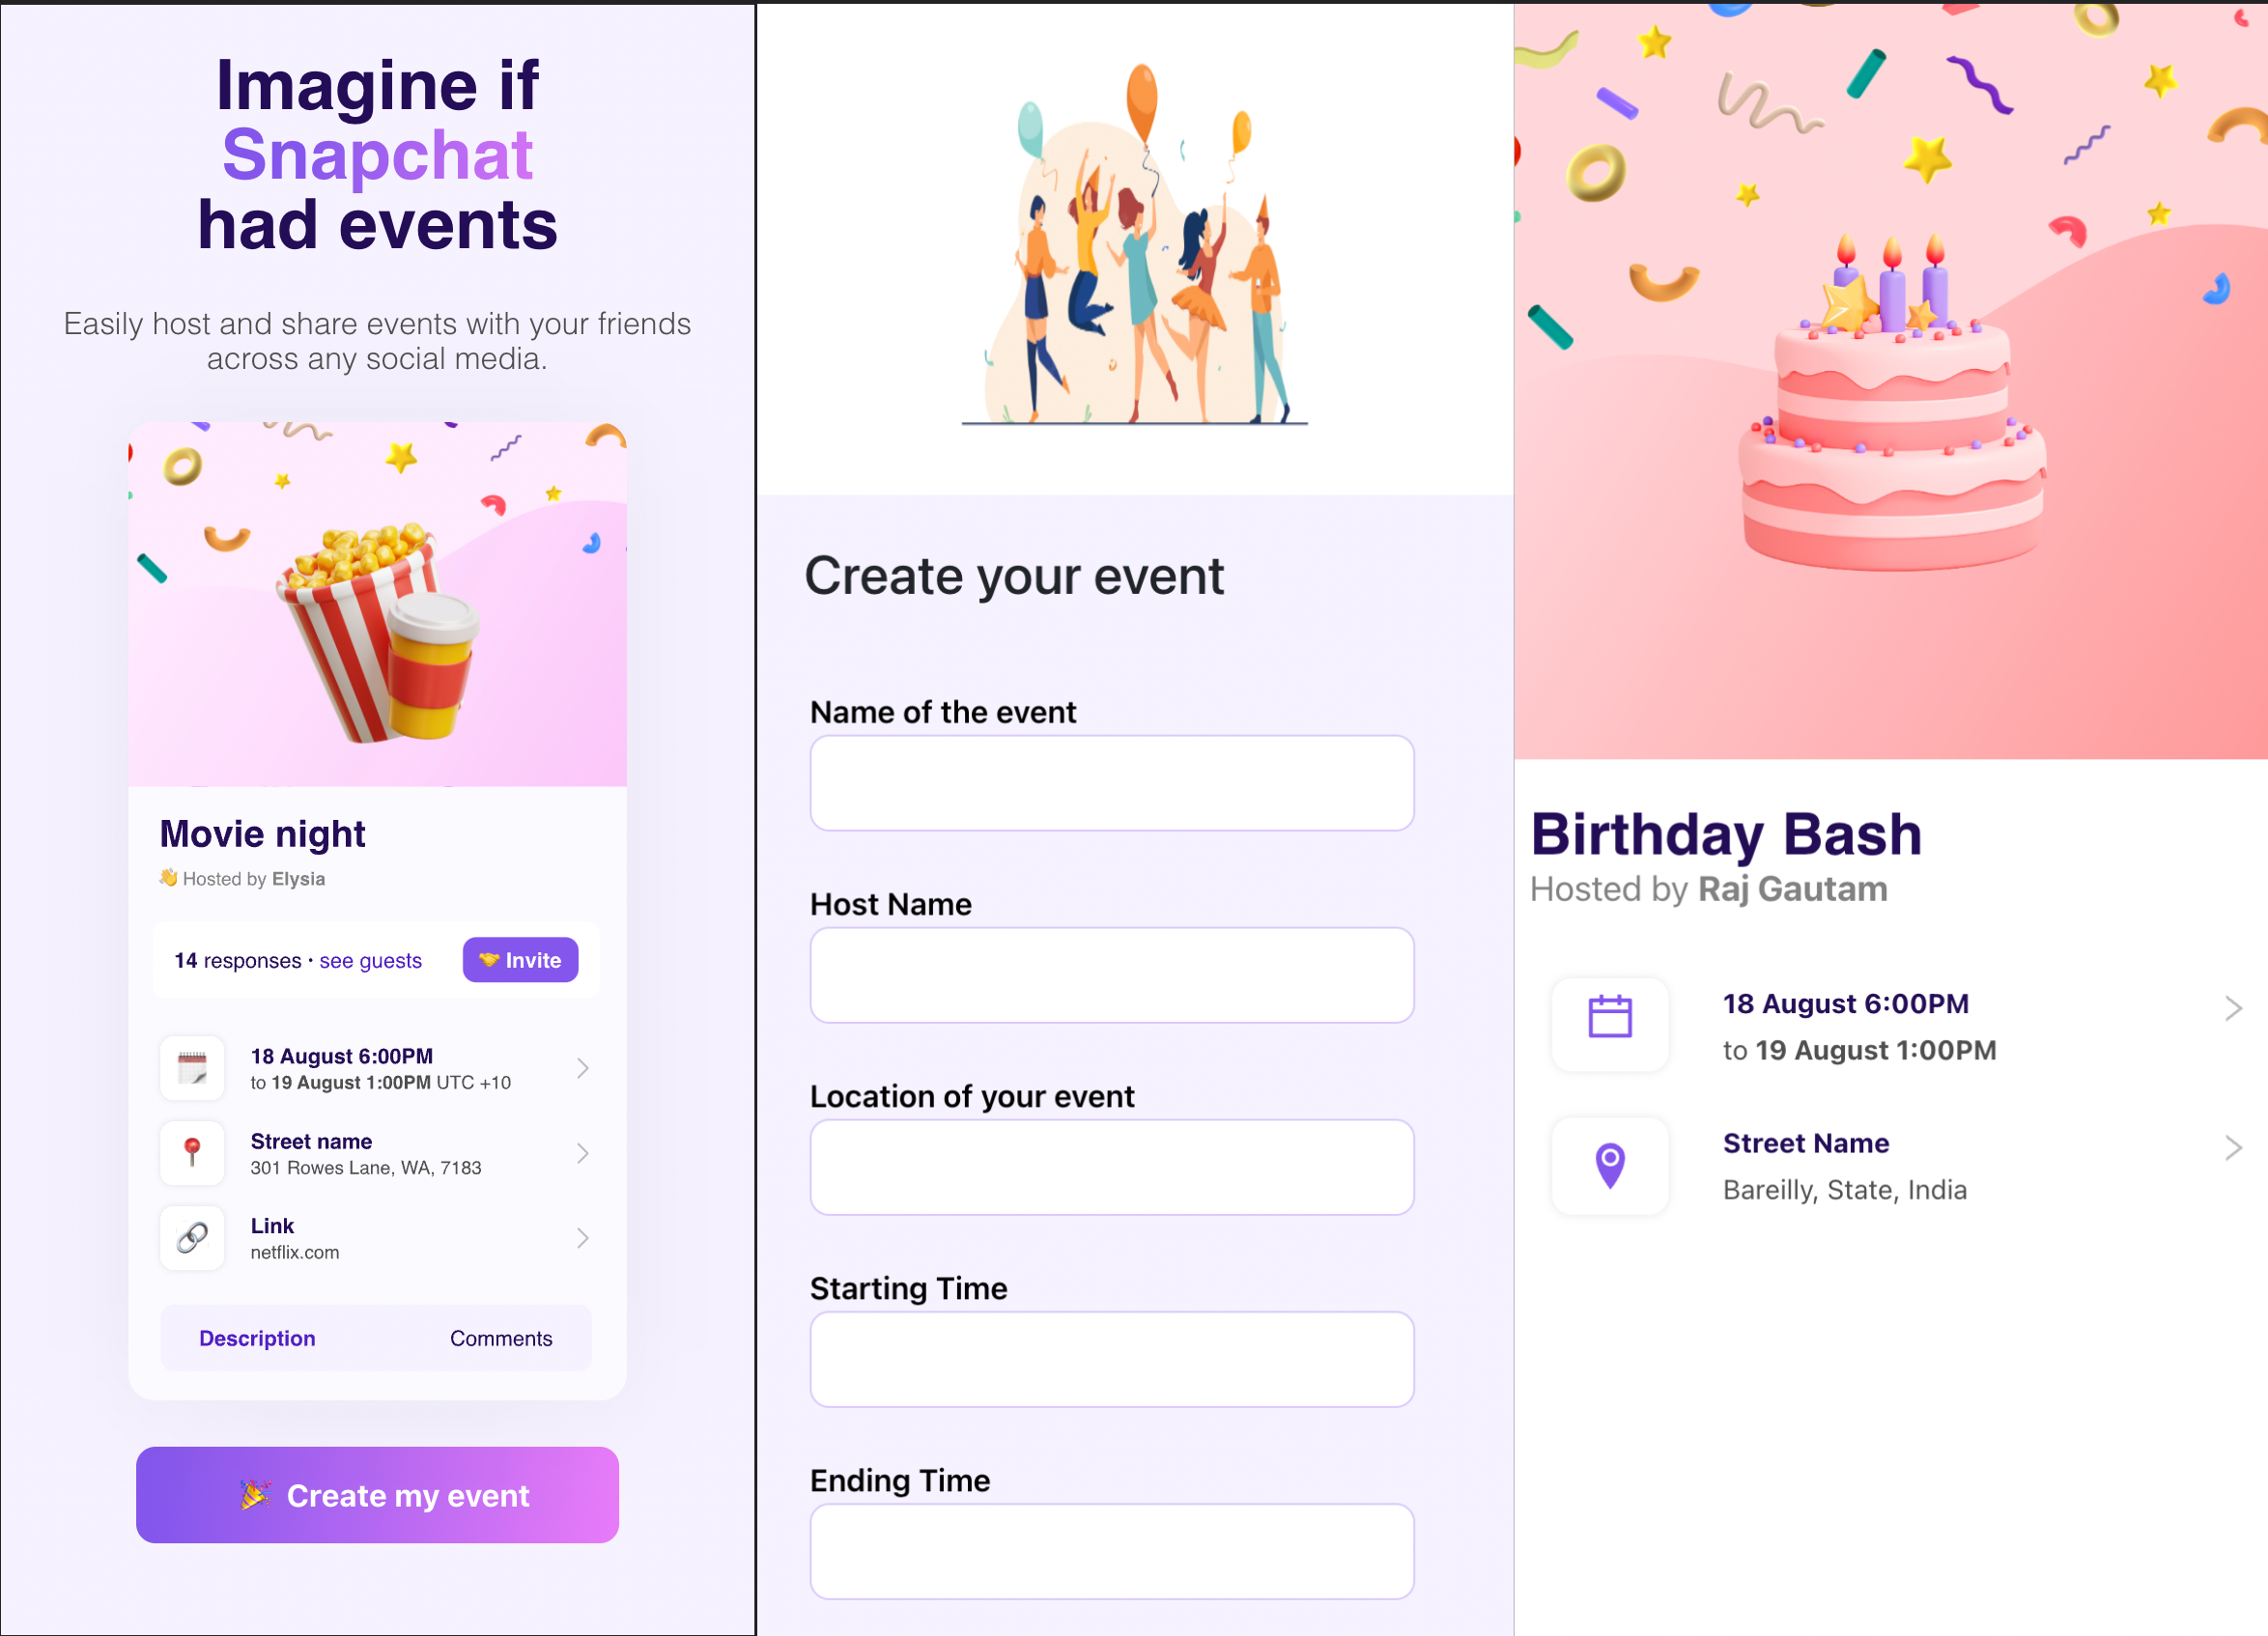 Imagine if
Snapchat
had events
Easily host and share events with your friends
across any social media.
Movie night
👋 Hosted by Elysia
14 responses • see guests
🤝 Invite
18 August 6:00PM
to 19 August 1:00PM UTC +10
Street name
301 Rowes Lane, WA, 7183
Link
netflix.com
Description
Comments
🎉 Create my event
Create your event
Name of the event
Host Name
Location of your event
Starting Time
Ending Time
Birthday Bash
Hosted by Raj Gautam
18 August 6:00PM
to 19 August 1:00PM
Street Name
Bareilly, State, India